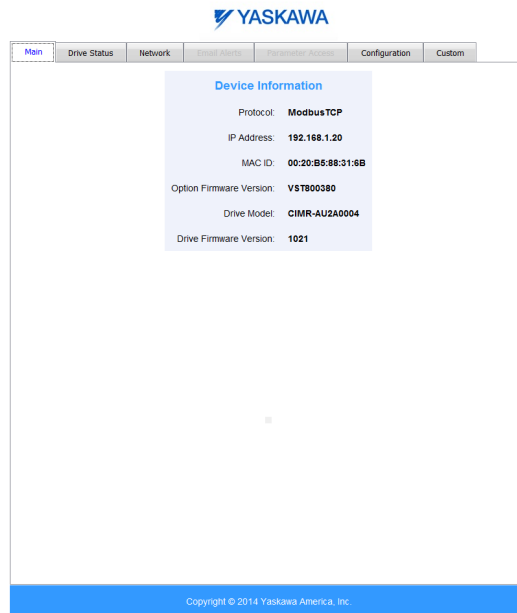 YASKAWA
Main Drive Status Network Email Alerts Parameter Access Configuration Custom
Device Information
Protocol: ModbusTCP
IP Address: 192.168.1.20
MAC ID: 00:20:B5:88:31:6B
Option Firmware Version: VST800380
Drive Model: CIMR-AU2A0004
Drive Firmware Version: 1021
Copyright © 2014 Yaskawa America, Inc.